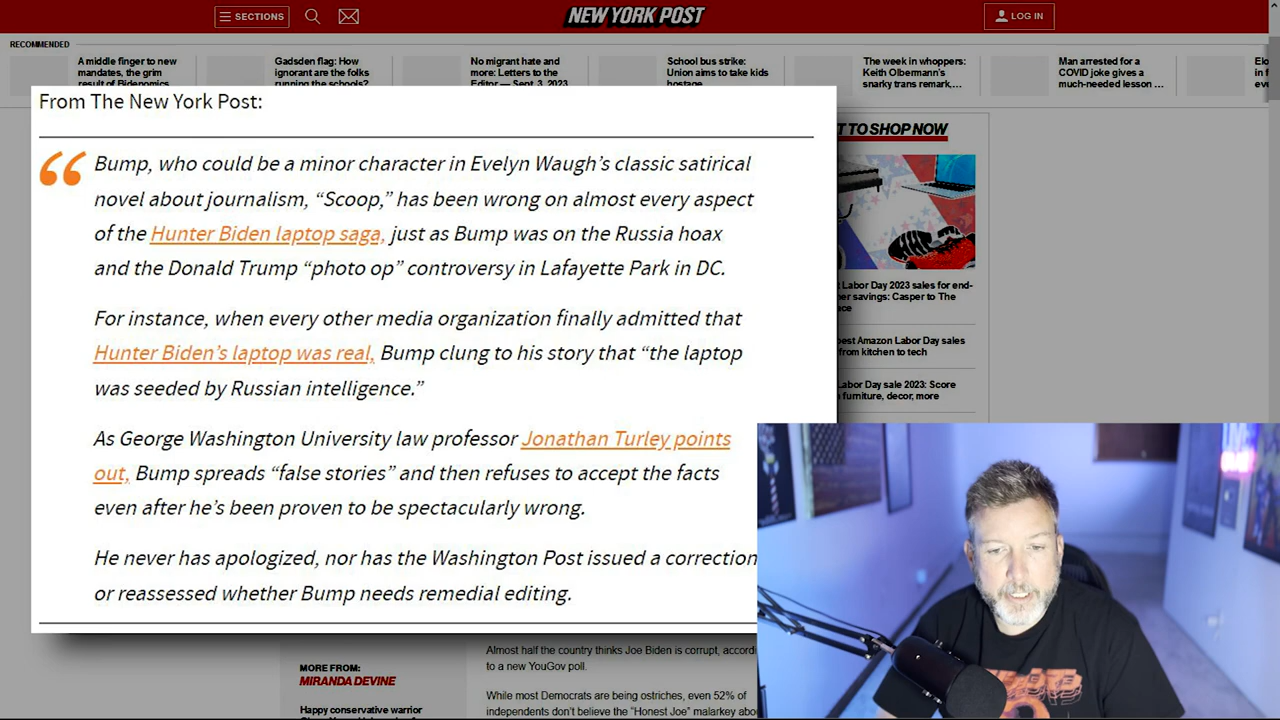 SECTIONS
NEW YORK POST
LOG IN
RECOMMENDED
A middle finger to new
mandates, the grim
result of Bidenomics
Gadsden flag: How
ignorant are the folks
running the schools?
No migrant hate and
more: Letters to the
Editor — Sept. 3, 2023
School bus strike:
Union aims to take kids
hostage
The week in whoppers:
Keith Olbermann's
snarky trans remark,...
Man arrested for a
COVID joke gives a
much-needed lesson ...
From The New York Post:
“ Bump, who could be a minor character in Evelyn Waugh's classic satirical
novel about journalism, “Scoop,” has been wrong on almost every aspect
of the Hunter Biden laptop saga, just as Bump was on the Russia hoax
and the Donald Trump “photo op” controversy in Lafayette Park in DC.
For instance, when every other media organization finally admitted that
Hunter Biden's laptop was real, Bump clung to his story that “the laptop
was seeded by Russian intelligence.”
As George Washington University law professor Jonathan Turley points
out, Bump spreads “false stories” and then refuses to accept the facts
even after he's been proven to be spectacularly wrong.
He never has apologized, nor has the Washington Post issued a correction
or reassessed whether Bump needs remedial editing.
TO SHOP NOW
Labor Day 2023 sales for end-
savings: Casper to The
Amazon Labor Day sales
from kitchen to tech
Labor Day sale 2023: Score
furniture, decor, more
MORE FROM:
MIRANDA DEVINE
Happy conservative warrior
Almost half the country thinks Joe Biden is corrupt,
to a new YouGov poll.
While most Democrats are being ostriches, even 52% of
independents don't believe the “Honest Joe” malarkey